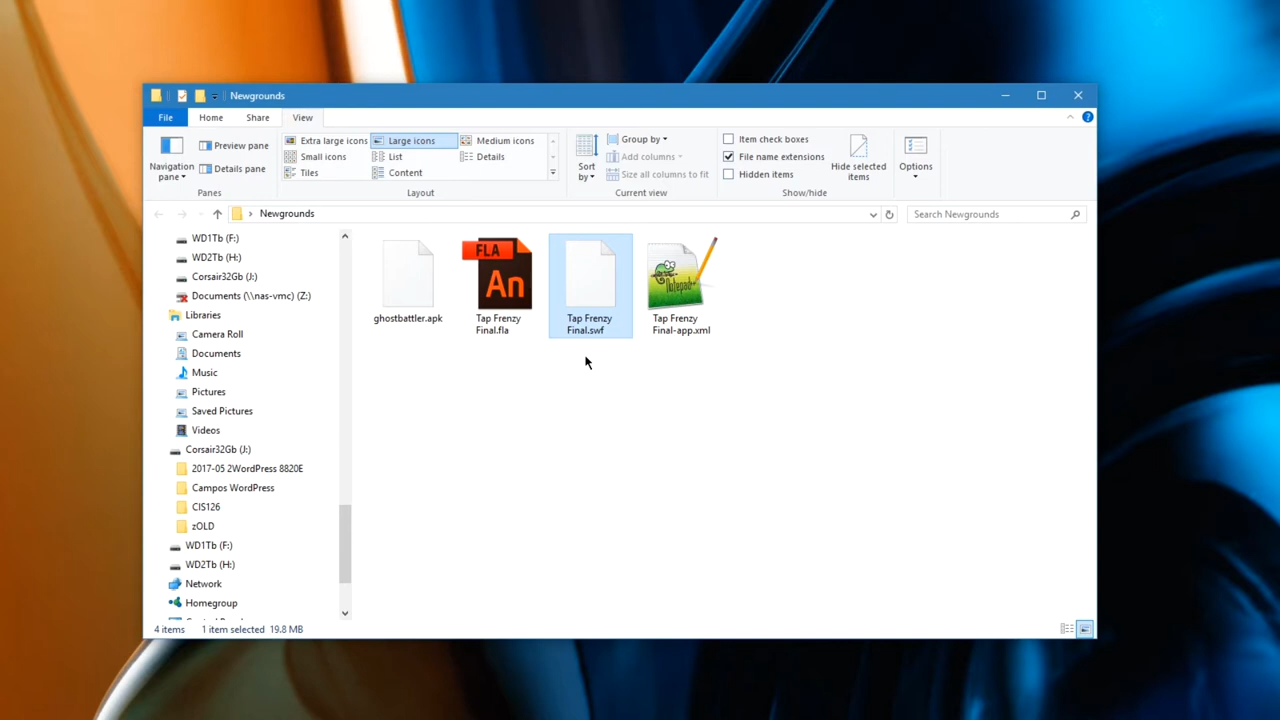 Newgrounds
File Home Share View
Navigation pane
Preview pane
Details pane
Panes
Extra large icons Large icons Medium icons
Small icons List Details
Tiles Content
Layout
Sort by
Group by
Add columns
Size all columns to fit
Current view
Item check boxes
File name extensions
Hidden items
Hide selected items
Show/hide
Options
Newgrounds
Search Newgrounds
WD1Tb (F:)
WD2Tb (H:)
Corsair32Gb (J:)
Documents (\\nas-vmc) (Z:)
Libraries
Camera Roll
Documents
Music
Pictures
Saved Pictures
Videos
Corsair32Gb (J:)
2017-05 2WordPress 8820E
Campos WordPress
CIS126
zOLD
WD1Tb (F:)
WD2Tb (H:)
Network
Homegroup
ghostbattler.apk
FLA
An
Tap Frenzy
Final.fla
Tap Frenzy
Final.swf
Notepad
Tap Frenzy
Final-app.xml
4 items 1 item selected 19.8 MB